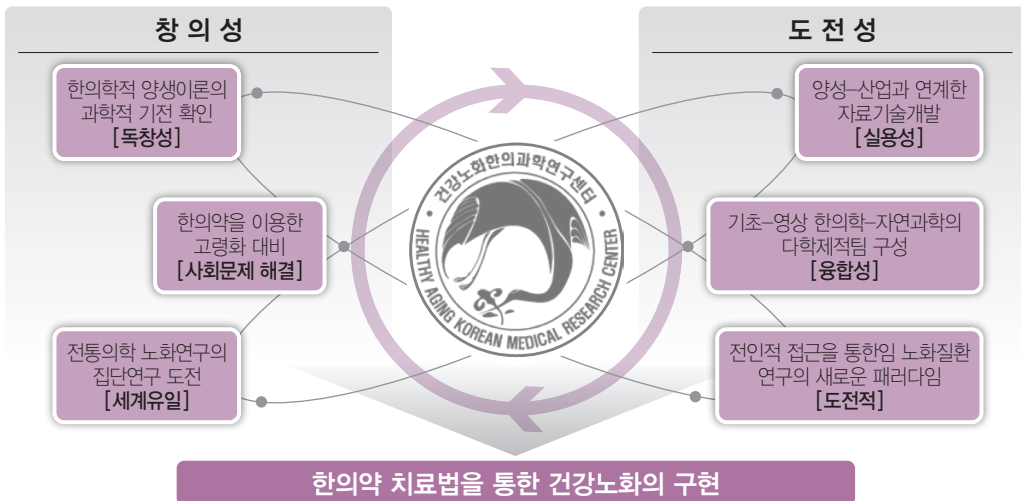 창의성
한의학적 양생이론의
과학적 기전 확인
[독창성]
한의약을 이용한
고령화 대비
[사회문제 해결]
전통의학 노화연구의
집단연구 도전
[세계유일]
건강노화한의과학연구센터
HEALTHY AGING KOREAN MEDICAL RESEARCH CENTER
도전성
양성–산업과 연계한
자료기술개발
[실용성]
기초–영상 한의학–자연과학의
다학제적팀 구성
[융합성]
전인적 접근을 통한임 노화질환
연구의 새로운 패러다임
[도전적]
한의약 치료법을 통한 건강노화의 구현